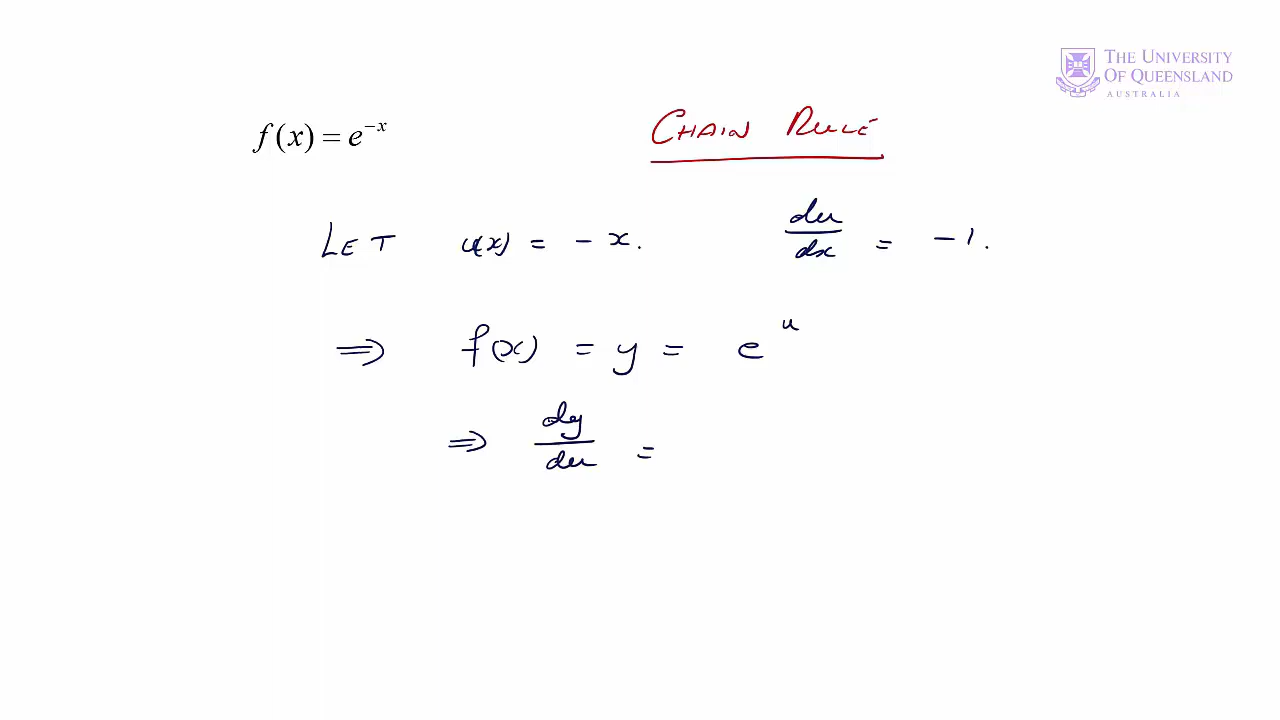 THE UNIVERSITY
OF QUEENSLAND
AUSTRALIA
f(x) = e^{-x}
CHAIN RULE
LET u(x) = - x. du/dx = -1.
⇒ f(x) = y = e^u
⇒ dy/du =